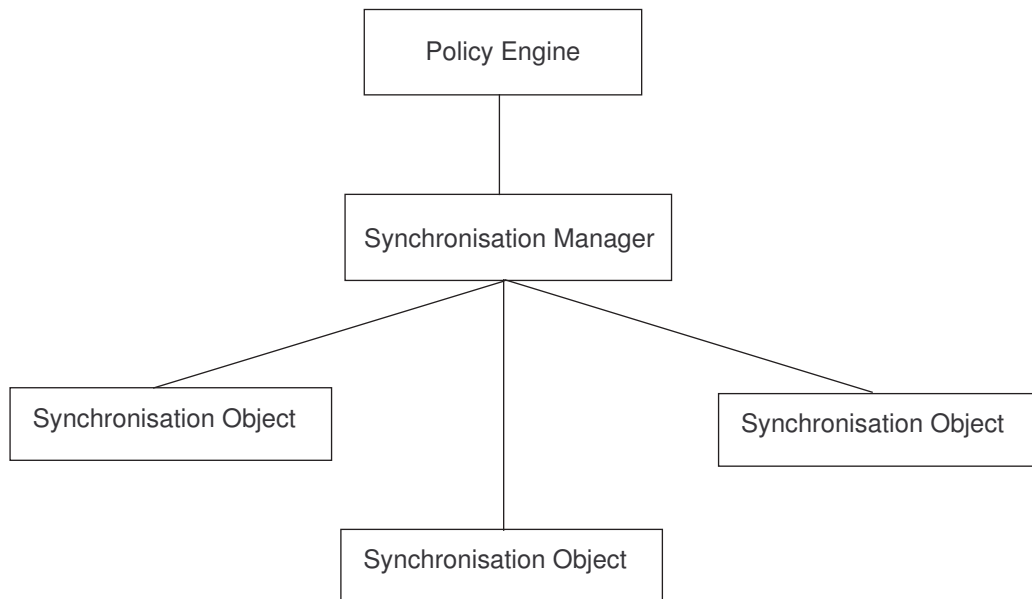 Policy Engine
Synchronisation Manager
Synchronisation Object
Synchronisation Object
Synchronisation Object